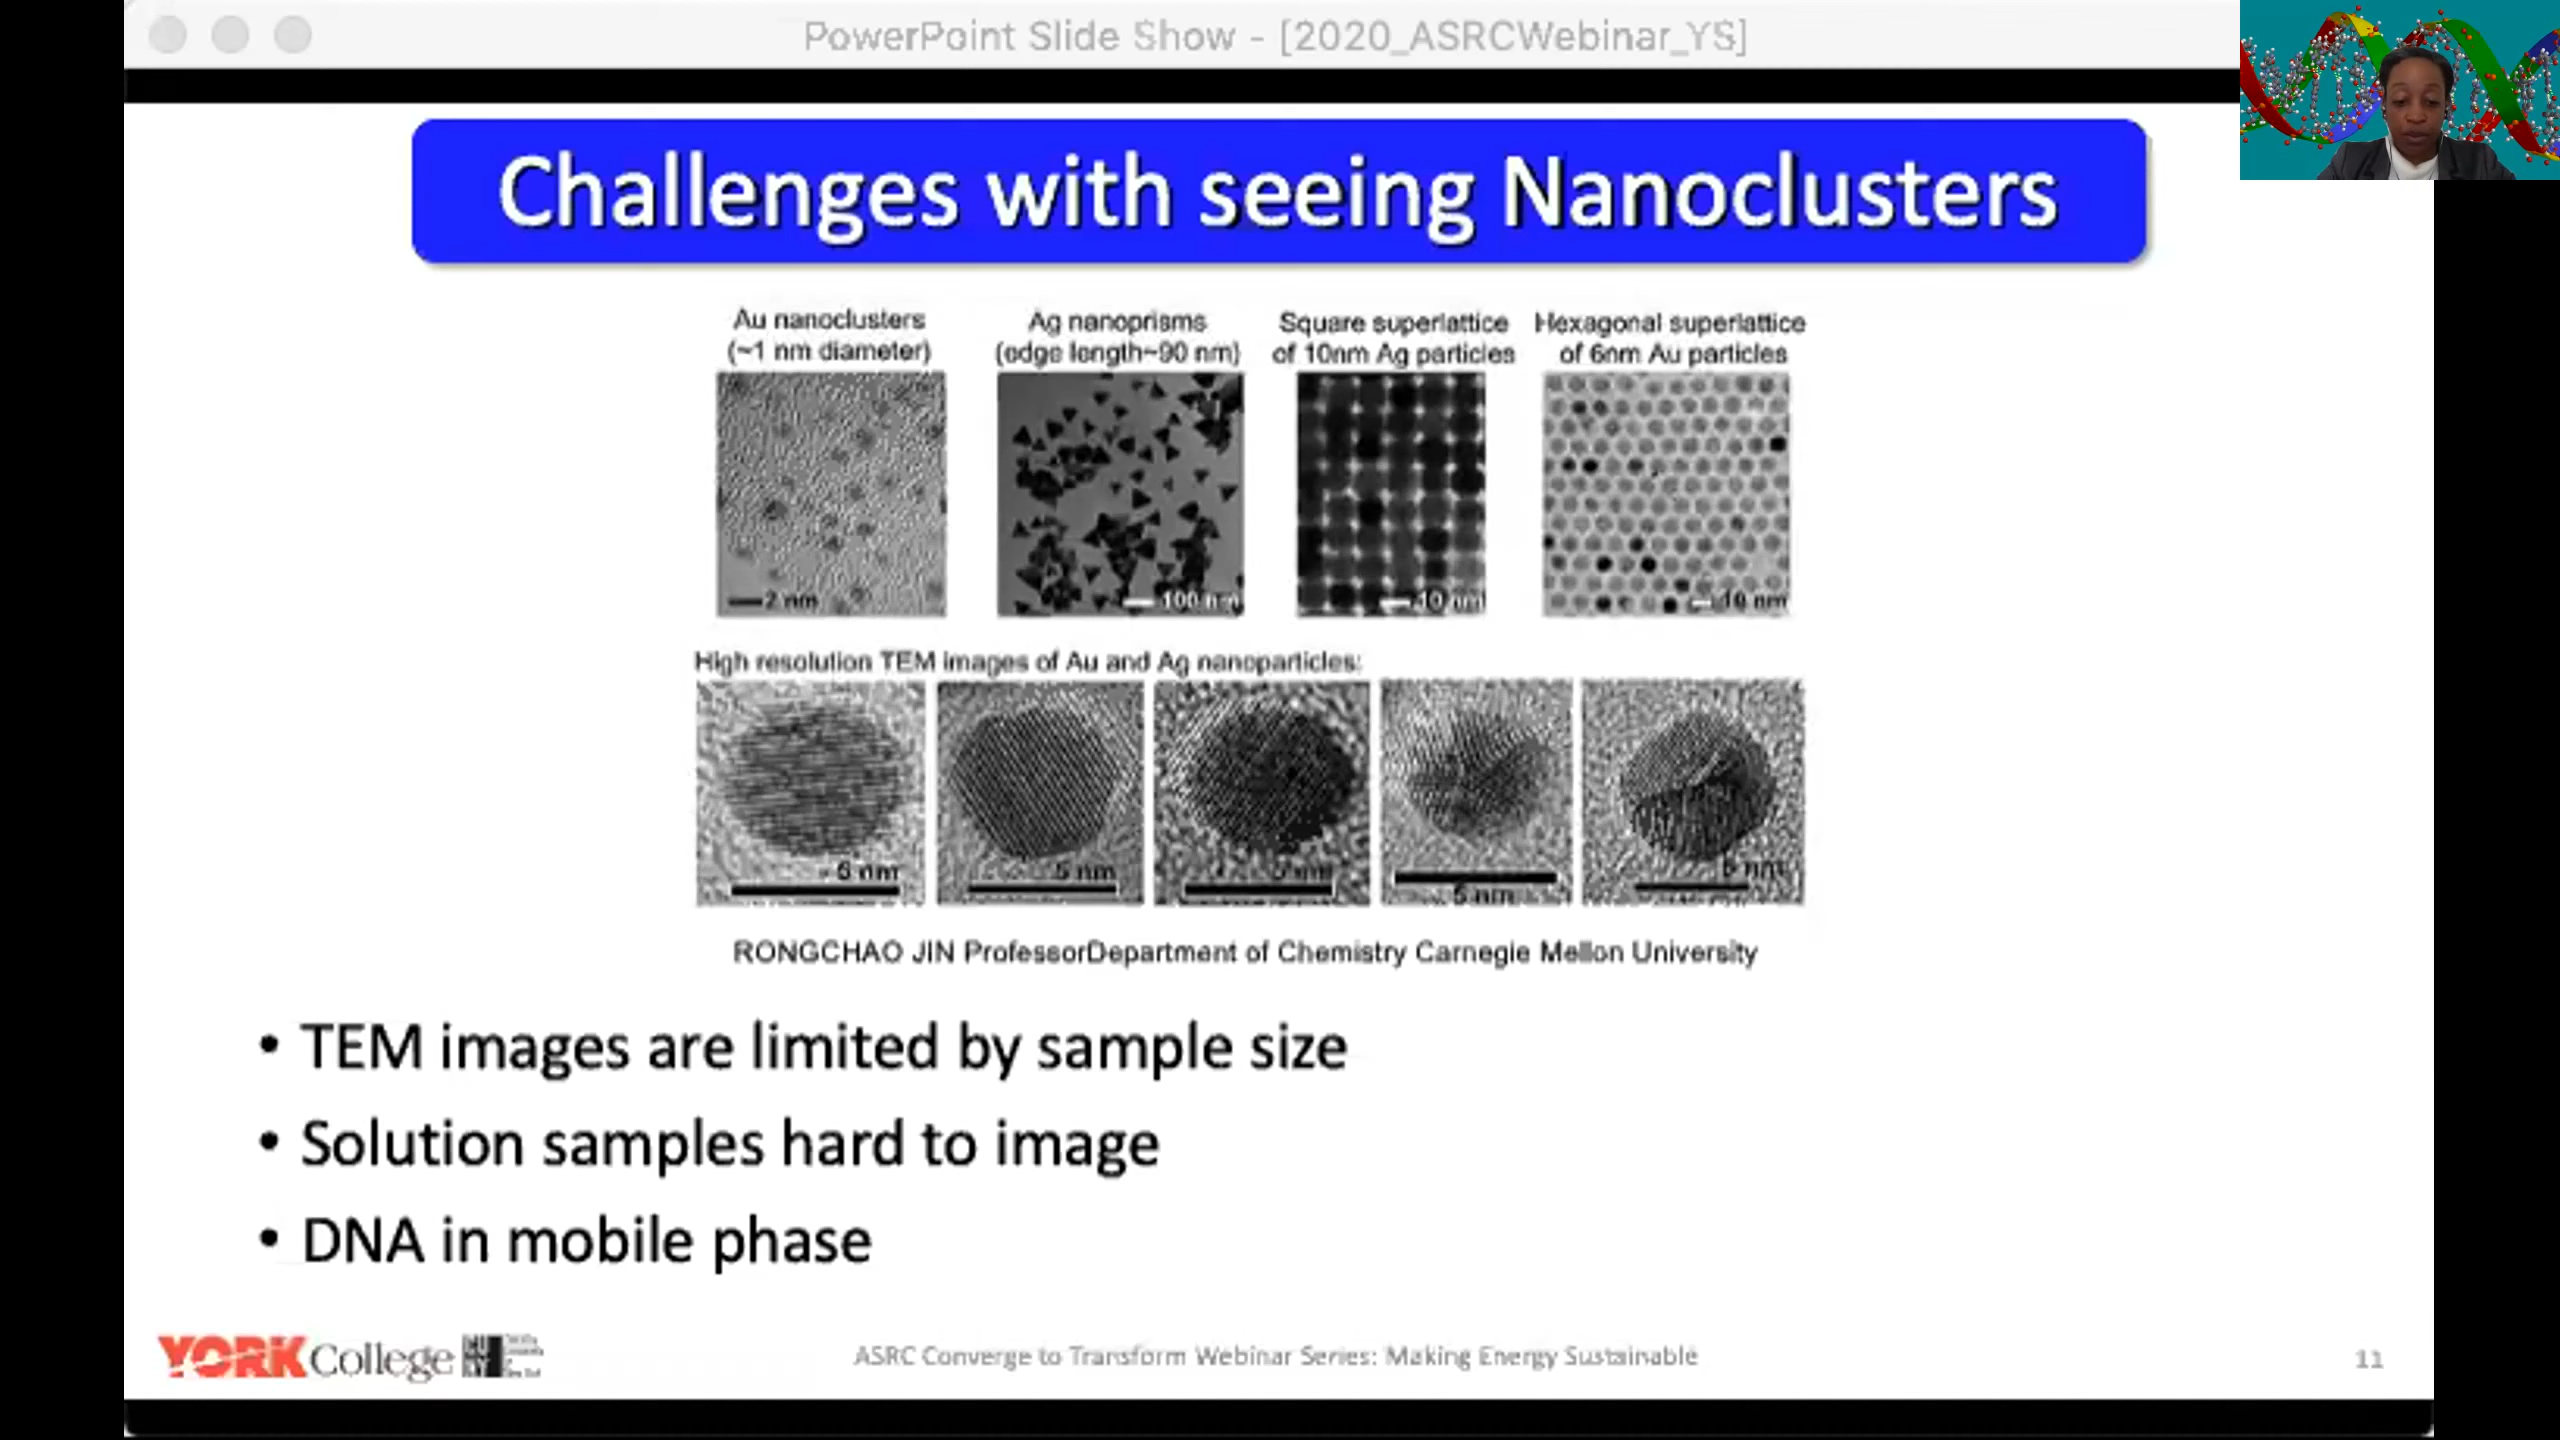 PowerPoint Slide Show - [2020_ASRCWebinar_YS]
Challenges with seeing Nanoclusters
Au nanoclusters
(~1 nm diameter)
Ag nanoprisms
(edge length~90 nm)
Square superlattice
of 10nm Ag particles
Hexagonal superlattice
of 6nm Au particles
2 nm
100 nm
10 nm
10 nm
High resolution TEM images of Au and Ag nanoparticles:
5 nm
5 nm
5 nm
RONGCHAO JIN ProfessorDepartment of Chemistry Carnegie Mellon University
• TEM images are limited by sample size
• Solution samples hard to image
• DNA in mobile phase
YORK College
ASRC Converge to Transform Webinar Series: Making Energy Sustainable
11